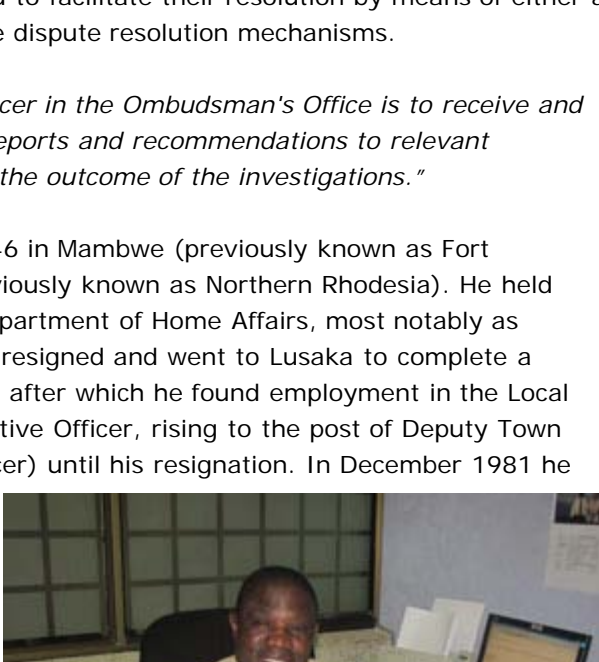 to facilitate their resolution by means of either a
dispute resolution mechanisms.
cer in the Ombudsman's Office is to receive and
eports and recommendations to relevant
the outcome of the investigations.”
46 in Mambwe (previously known as Fort
viously known as Northern Rhodesia). He held
partment of Home Affairs, most notably as
resigned and went to Lusaka to complete a
after which he found employment in the Local
tive Officer, rising to the post of Deputy Town
cer) until his resignation. In December 1981 he